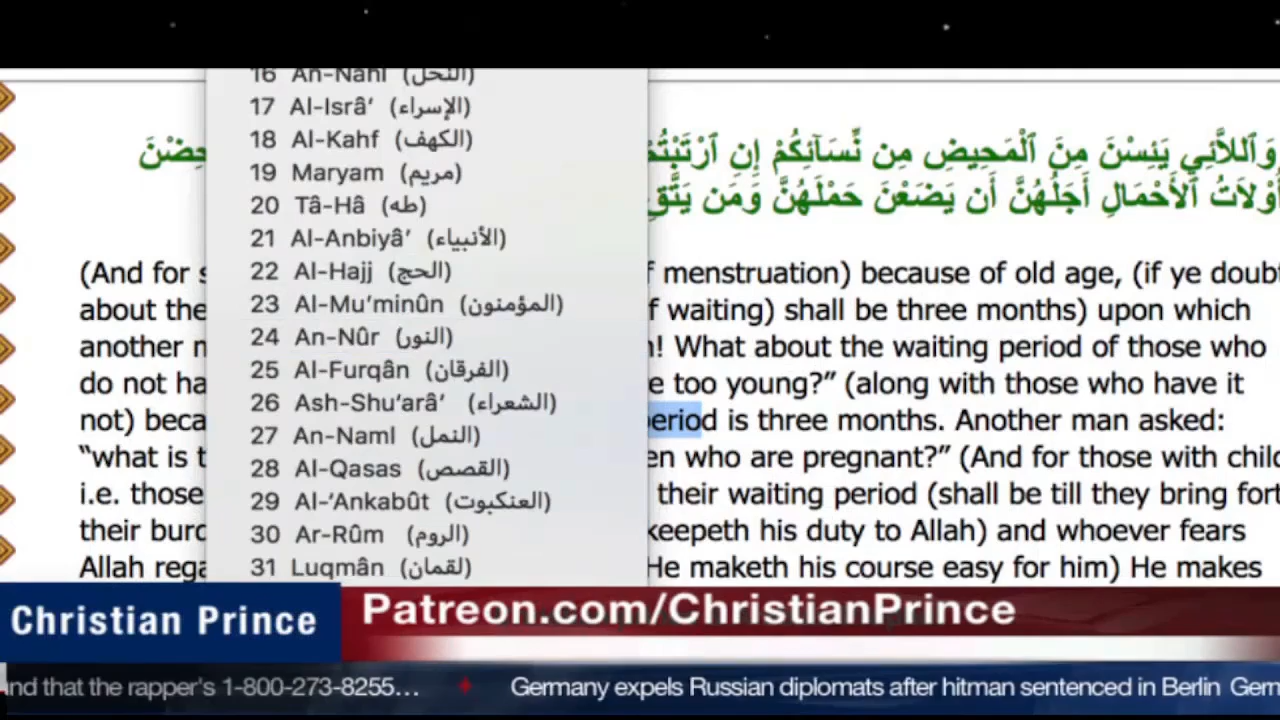 16 An-Nahl (النحل)
17 Al-Isrâ' (الإسراء)
18 Al-Kahf (الكهف)
19 Maryam (مريم)
20 Tâ-Hâ (طه)
21 Al-Anbiyâ' (الأنبياء)
22 Al-Hajj (الحج)
23 Al-Mu'minûn (المؤمنون)
24 An-Nûr (النور)
25 Al-Furqân (الفرقان)
26 Ash-Shu'arâ' (الشعراء)
27 An-Naml (النمل)
28 Al-Qasas (القصص)
29 Al-'Ankabût (العنكبوت)
30 Ar-Rûm (الروم)
31 Luqmân (لقمان)
وَٱللاَّئِي يَئِسْنَ مِنَ ٱلْمَحِيضِ مِن نِّسَآئِكُمْ إِنِ ٱرْتَبْتُمْ
أُوْلاَتُ ٱلأَحْمَالِ أَجَلُهُنَّ أَن يَضَعْنَ حَمْلَهُنَّ وَمَن يَتَّقِ
(And for f menstruation) because of old age, (if ye doubt
about the f waiting) shall be three months) upon which
another ! What about the waiting period of those who
do not ha e too young?” (along with those who have it
not) beca period is three months. Another man asked:
“what is t en who are pregnant?” (And for those with child
i.e. those their waiting period (shall be till they bring fort
their burd keepeth his duty to Allah) and whoever fears
Allah rega He maketh his course easy for him) He makes
Christian Prince
Patreon.com/ChristianPrince
nd that the rapper's 1-800-273-8255… Germany expels Russian diplomats after hitman sentenced in Berlin Germ